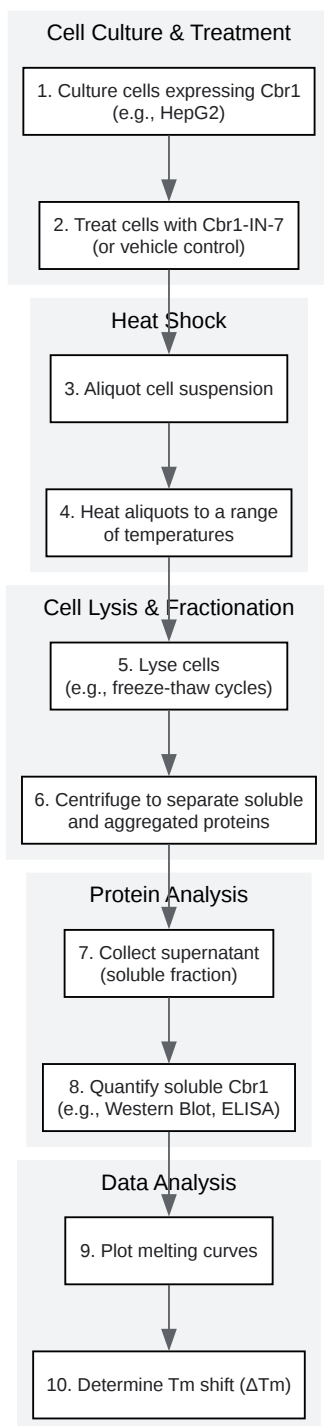 Cell Culture & Treatment
1. Culture cells expressing Cbr1
(e.g., HepG2)
2. Treat cells with Cbr1-IN-7
(or vehicle control)
Heat Shock
3. Aliquot cell suspension
4. Heat aliquots to a range
of temperatures
Cell Lysis & Fractionation
5. Lyse cells
(e.g., freeze-thaw cycles)
6. Centrifuge to separate soluble
and aggregated proteins
Protein Analysis
7. Collect supernatant
(soluble fraction)
8. Quantify soluble Cbr1
(e.g., Western Blot, ELISA)
Data Analysis
9. Plot melting curves
10. Determine Tm shift (ΔTm)